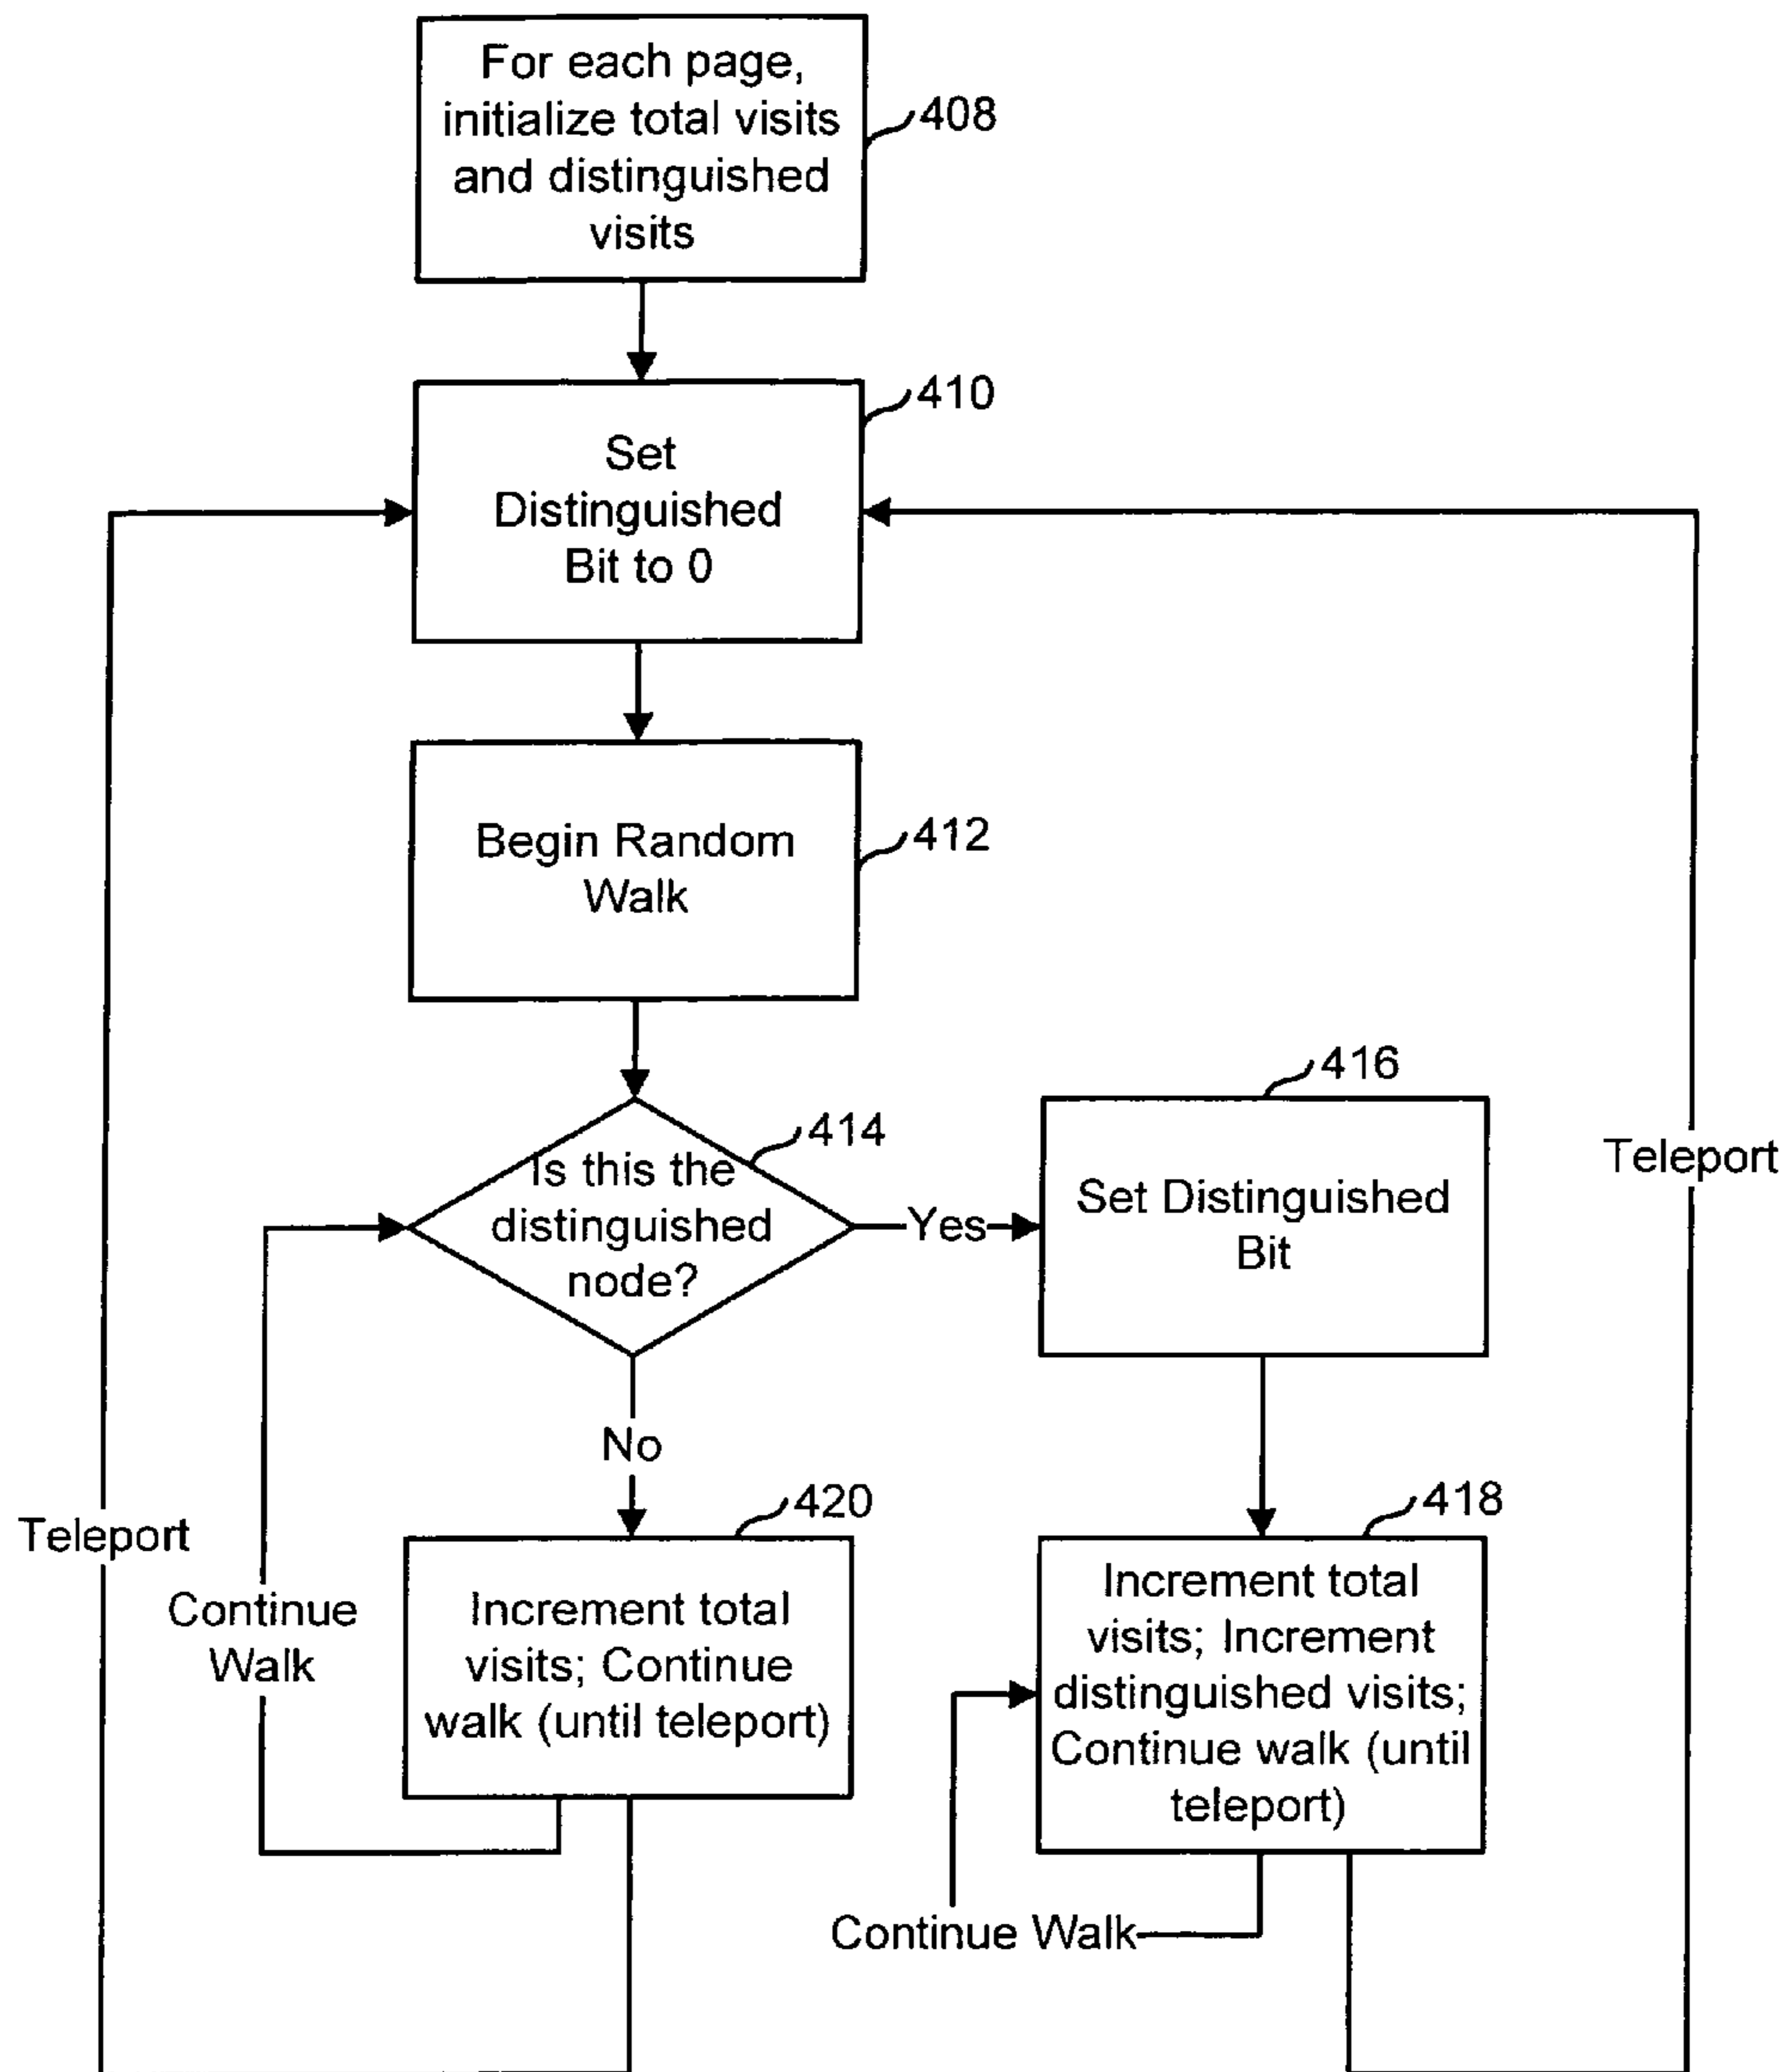 For each page,
initialize total visits
and distinguished
visits
408
410
Set
Distinguished
Bit to 0
412
Begin Random
Walk
416
414
Is this the
distinguished
node?
Yes
Set Distinguished
Bit
Teleport
No
420
418
Teleport
Continue
Walk
Increment total
visits; Continue
walk (until teleport)
Increment total
visits; Increment
distinguished visits;
Continue walk (until
teleport)
Continue Walk